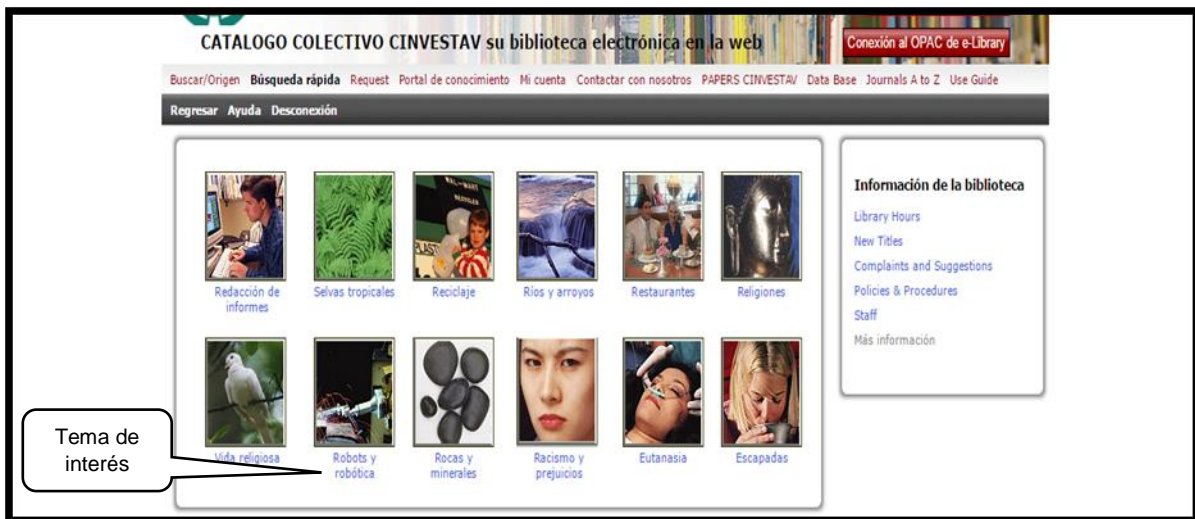 CATALOGO COLECTIVO CINVESTAV su biblioteca electrónica en la web
Conexión al OPAC de e-Library
Buscar/Origen Búsqueda rápida Request Portal de conocimiento Mi cuenta Contactar con nosotros PAPERS CINVESTAV Data Base Journals A to Z Use Guide
Regresar Ayuda Desconexión
WAL-MART
PLAST
Redacción de
informes
Selvas tropicales
Reciclaje
Ríos y arroyos
Restaurantes
Religiones
Vida religiosa
Robots y
robótica
Rocas y
minerales
Racismo y
prejuicios
Eutanasia
Escapadas
Información de la biblioteca
Library Hours
New Titles
Complaints and Suggestions
Policies & Procedures
Staff
Más información
Tema de
interés